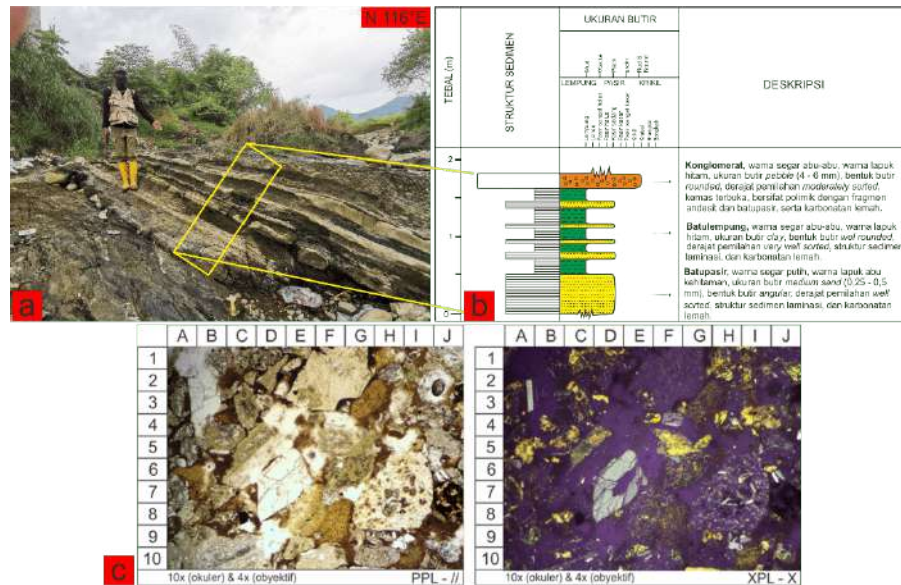 N 116°E
a
TEBAL (m)
STRUKTUR SEDIMEN
UKURAN BUTIR
LEMPUNG PASIR KRIKIL
DESKRIPSI
2
1
0
Konglomerat, warna segar abu-abu, warna lapuk
hitam, ukuran butir pebble (4 - 6 mm), bentuk butir
rounded, derajat pemilahan moderately sorted,
kemas terbuka, bersifat polimik dengan fragmen
andesit dan batupasir, serta karbonatan lemah.
Batulempung, warna segar abu-abu, warna lapuk
hitam, ukuran butir clay, bentuk butir wel rounded,
derajat pemilahan very well sorted, struktur sedimen
laminasi, dan karbonatan lemah.
Batupasir, warna segar putih, warna lapuk abu
kehitaman, ukuran butir medium sand (0,25 - 0,5
mm), bentuk butir angular, derajat pemilahan well
sorted, struktur sedimen laminasi, dan karbonatan
lemah.
b
A B C D E F G H I J
1
2
3
4
5
6
7
8
9
10
10x (okuler) & 4x (obyektif) PPL - //
A B C D E F G H I J
1
2
3
4
5
6
7
8
9
10
10x (okuler) & 4x (obyektif) XPL - X
c